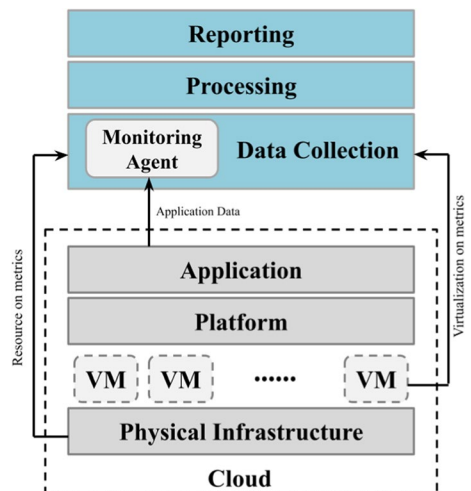 Reporting
Processing
Monitoring
Agent
Data Collection
Application Data
Resource on metrics
Virtualization on metrics
Application
Platform
VM
VM
......
VM
Physical Infrastructure
Cloud